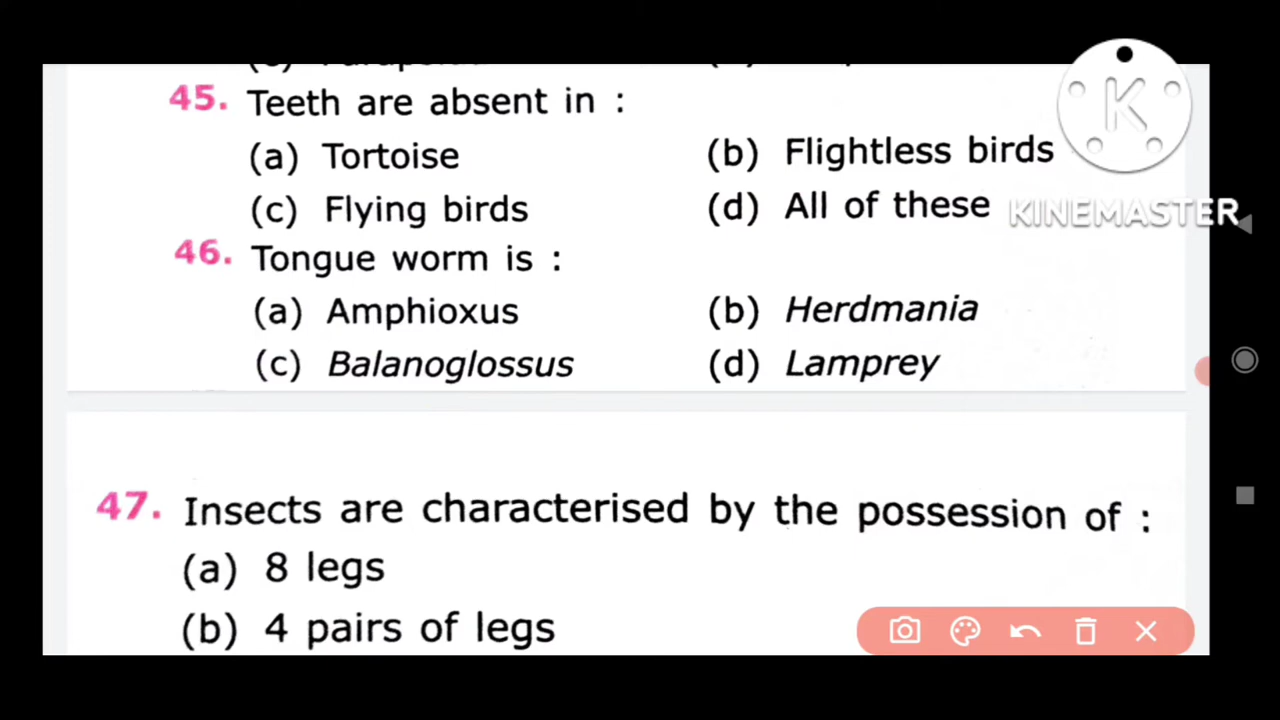 45. Teeth are absent in :
(a) Tortoise (b) Flightless birds
(c) Flying birds (d) All of these
KINEMASTER
46. Tongue worm is :
(a) Amphioxus (b) Herdmania
(c) Balanoglossus (d) Lamprey
47. Insects are characterised by the possession of :
(a) 8 legs
(b) 4 pairs of legs